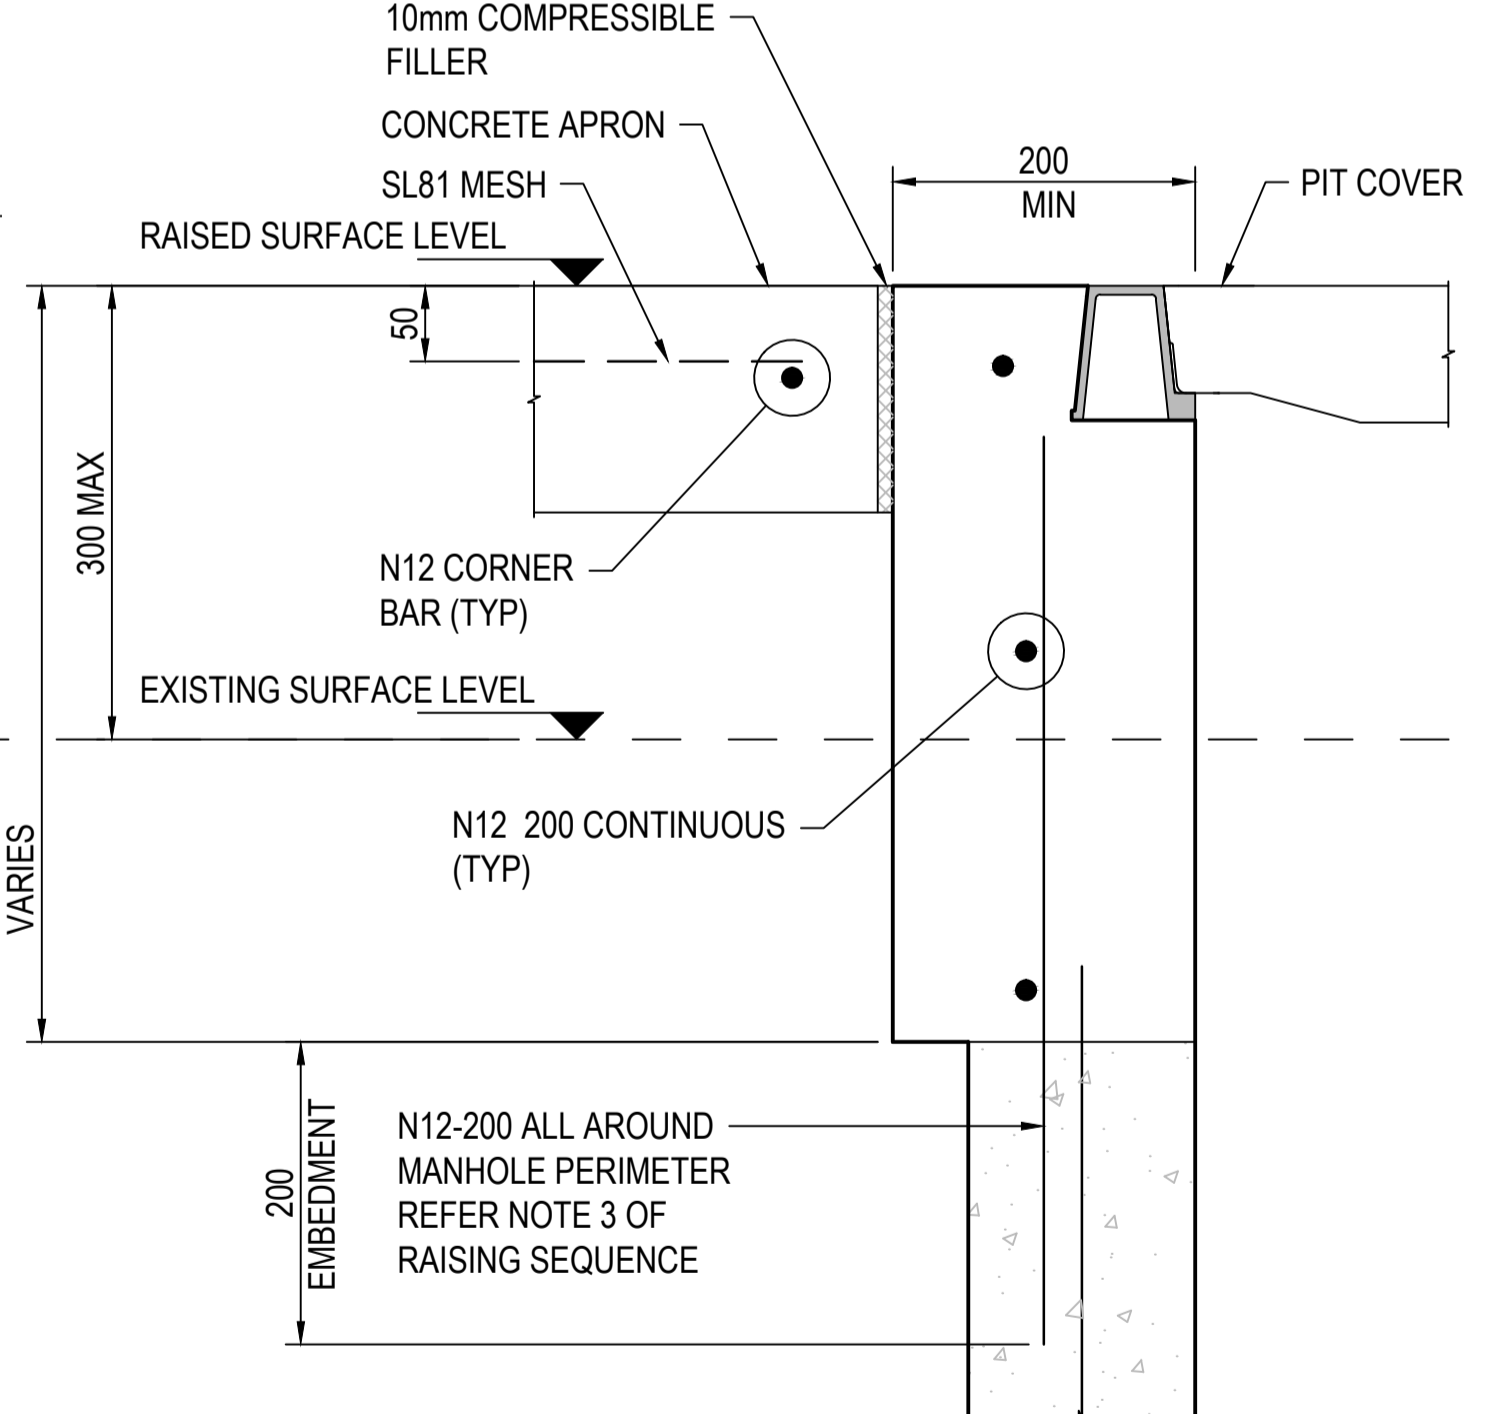 10mm COMPRESSIBLE
FILLER
CONCRETE APRON
SL81 MESH
RAISED SURFACE LEVEL
200
MIN
PIT COVER
50
300 MAX
N12 CORNER
BAR (TYP)
EXISTING SURFACE LEVEL
VARIES
N12 200 CONTINUOUS
(TYP)
200
EMBEDMENT
N12-200 ALL AROUND
MANHOLE PERIMETER
REFER NOTE 3 OF
RAISING SEQUENCE